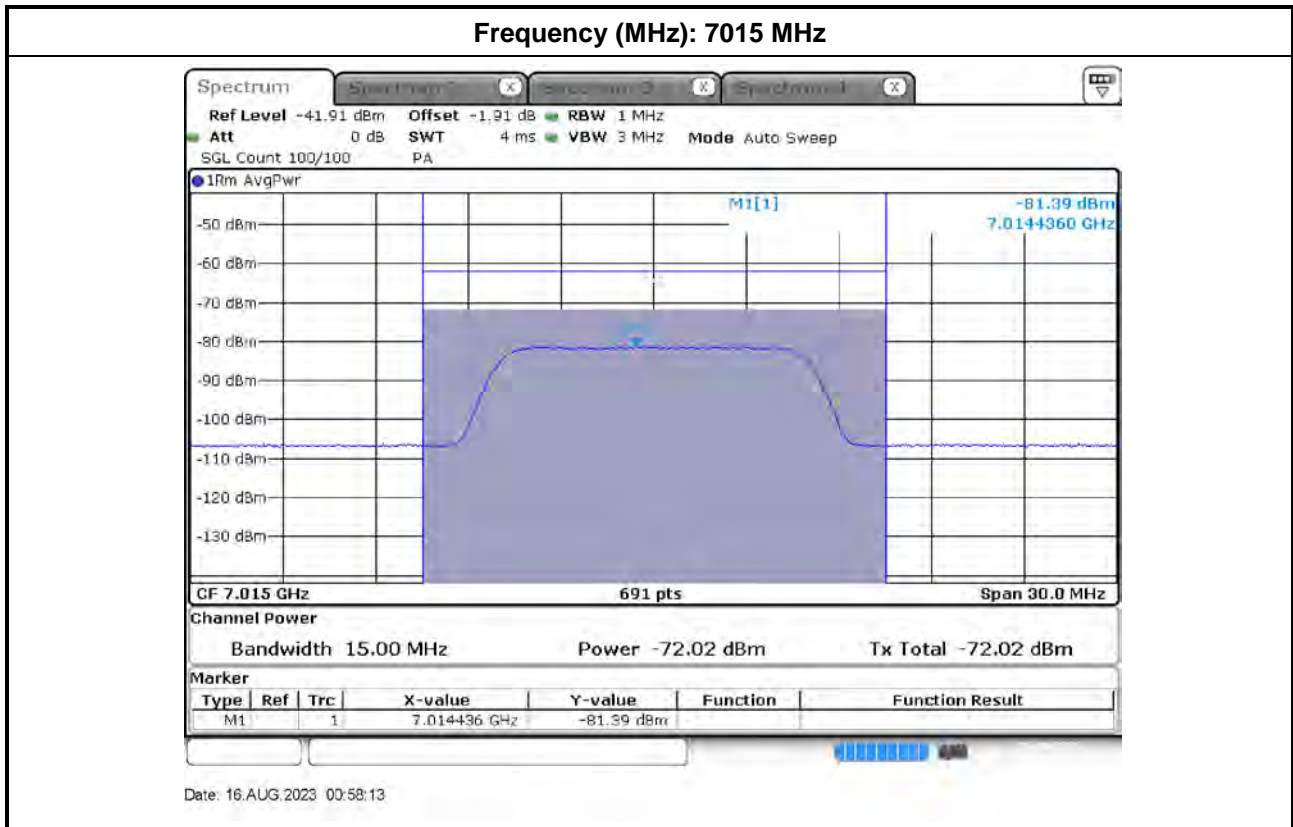 Frequency (MHz): 7015 MHz
Spectrum
Ref Level -41.91 dBm Offset -1.91 dB RBW 1 MHz
Att 0 dB SWT 4 ms VBW 3 MHz Mode Auto Sweep
SGL Count 100/100 PA
1Rm AvgPwr
M1[1] -81.39 dBm
7.0144360 GHz
-50 dBm
-60 dBm
-70 dBm
-80 dBm
-90 dBm
-100 dBm
-110 dBm
-120 dBm
-130 dBm
CF 7.015 GHz 691 pts Span 30.0 MHz
Channel Power
Bandwidth 15.00 MHz Power -72.02 dBm Tx Total -72.02 dBm
Marker
Type Ref Trc X-value Y-value Function Function Result
M1 1 7.014436 GHz -81.39 dBm
Date: 16.AUG.2023 00:58:13